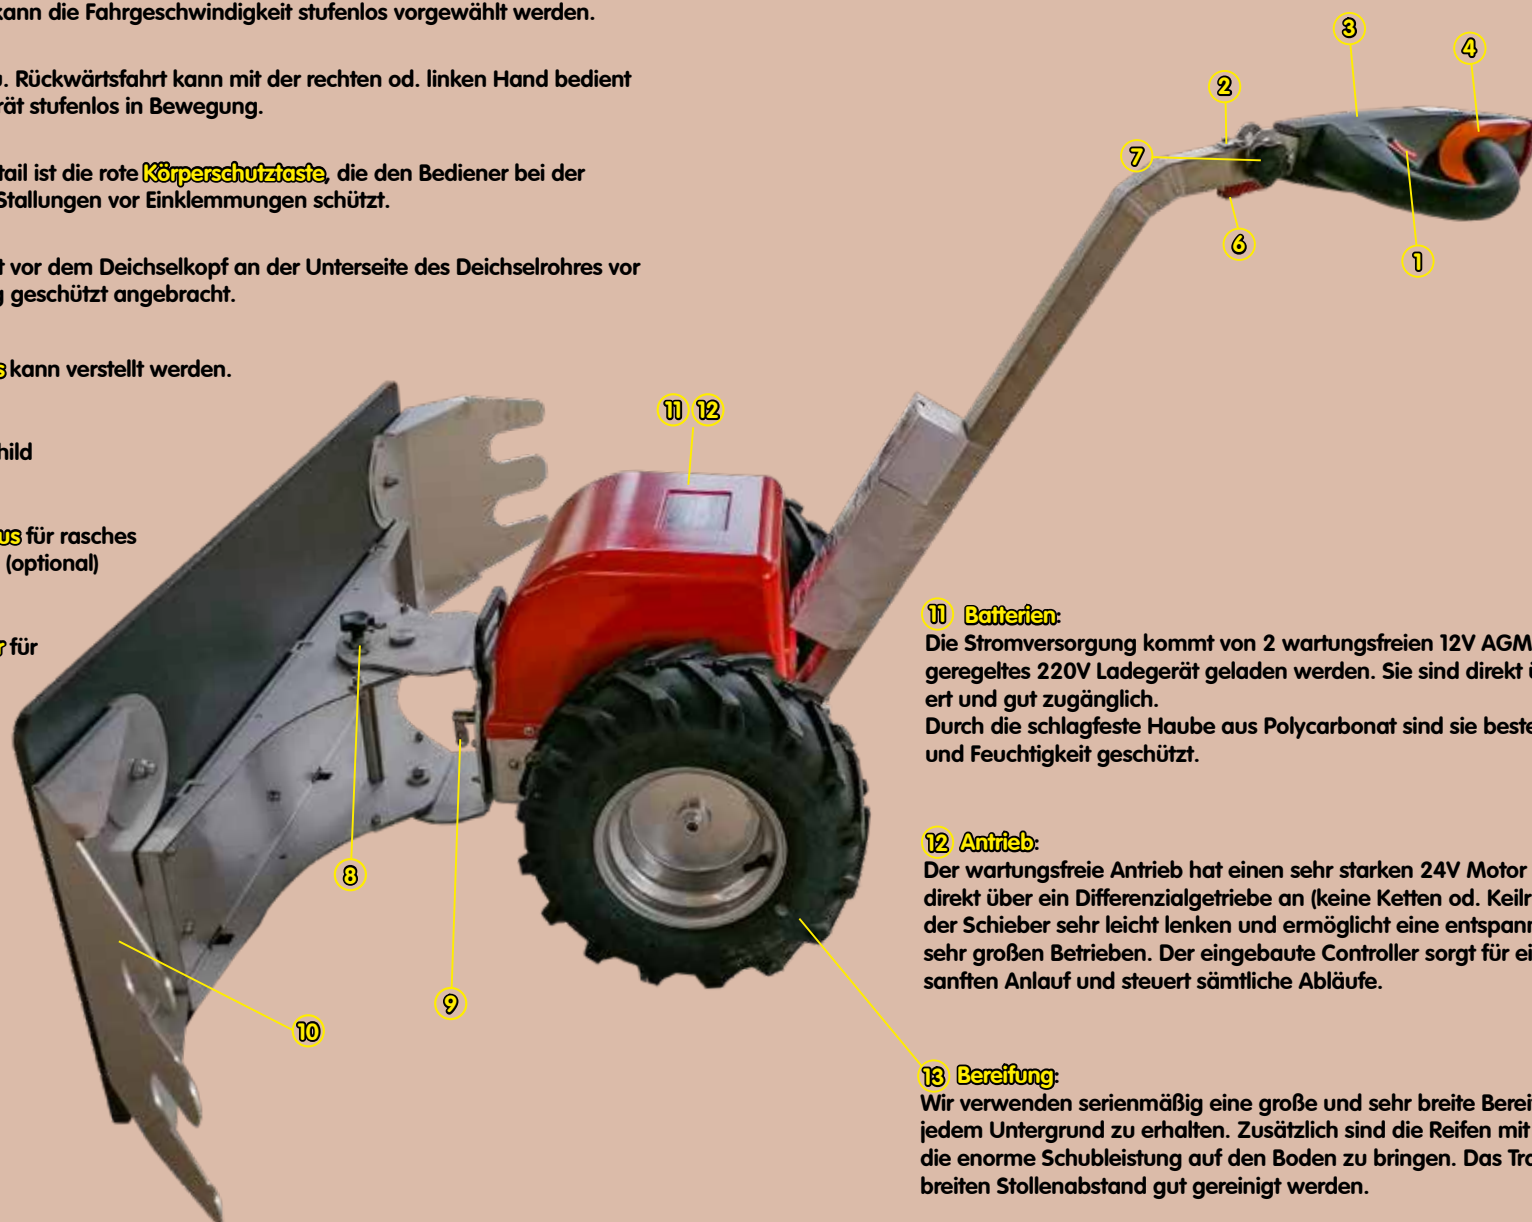 kann die Fahrgeschwindigkeit stufenlos vorgewählt werden.
u. Rückwärtsfahrt kann mit der rechten od. linken Hand bedient
rät stufenlos in Bewegung.
tail ist die rote Körperschutztaste, die den Bediener bei der
Stallungen vor Einklemmungen schützt.
t vor dem Deichselkopf an der Unterseite des Deichselrohres vor
g geschützt angebracht.
s kann verstellt werden.
hild
us für rasches
(optional)
r für
3
4
2
7
6
1
11 12
8
9
10
11 Batterien:
Die Stromversorgung kommt von 2 wartungsfreien 12V AGM
geregeltes 220V Ladegerät geladen werden. Sie sind direkt ü
ert und gut zugänglich.
Durch die schlagfeste Haube aus Polycarbonat sind sie beste
und Feuchtigkeit geschützt.
12 Antrieb:
Der wartungsfreie Antrieb hat einen sehr starken 24V Motor
direkt über ein Differenzialgetriebe an (keine Ketten od. Keilr
der Schieber sehr leicht lenken und ermöglicht eine entspann
sehr großen Betrieben. Der eingebaute Controller sorgt für ei
sanften Anlauf und steuert sämtliche Abläufe.
13 Bereifung:
Wir verwenden serienmäßig eine große und sehr breite Berei
jedem Untergrund zu erhalten. Zusätzlich sind die Reifen mit
die enorme Schubleistung auf den Boden zu bringen. Das Tra
breiten Stollenabstand gut gereinigt werden.